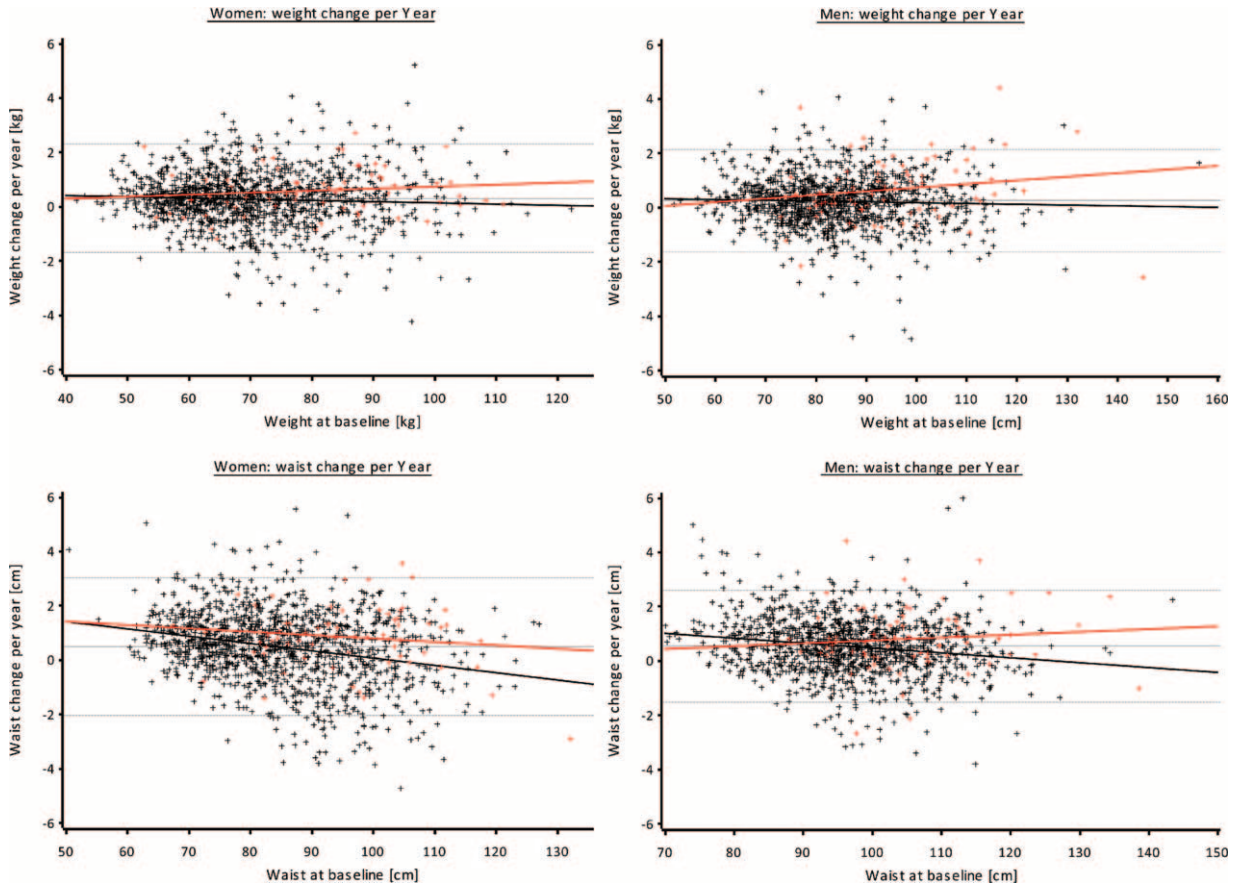 Women: weight change per Year
Men: weight change per Year
Weight change per year [kg]
6
4
2
0
-2
-4
-6
40 50 60 70 80 90 100 110 120
Weight at baseline [kg]
Weight change per year [kg]
6
4
2
0
-2
-4
-6
50 60 70 80 90 100 110 120 130 140 150 160
Weight at baseline [cm]
Women: waist change per Year
Men: waist change per Year
Waist change per year [cm]
6
4
2
0
-2
-4
-6
50 60 70 80 90 100 110 120 130
Waist at baseline [cm]
Waist change per year [cm]
6
4
2
0
-2
-4
-6
70 80 90 100 110 120 130 140 150
Waist at baseline [cm]